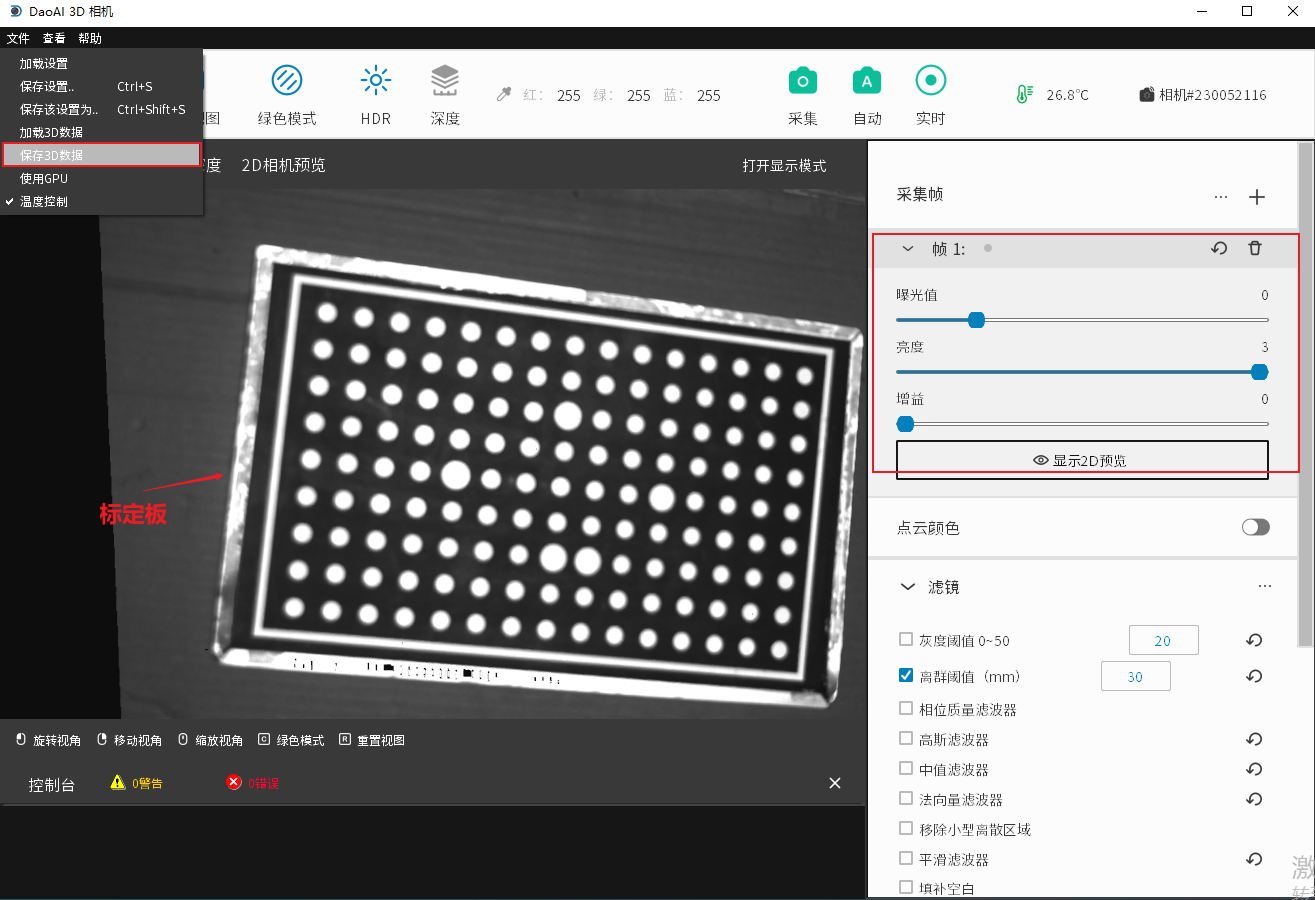 DaoAI 3D 相机
文件 查看 帮助
加载设置
保存设置.. Ctrl+S
保存该设置为.. Ctrl+Shift+S
加载3D数据
保存3D数据
使用GPU
温度控制
图
绿色模式
HDR
深度
红: 255 绿: 255 蓝: 255
采集
自动
实时
26.8℃
相机#230052116
度 2D相机预览
打开显示模式
标定板
旋转视角 移动视角 缩放视角 C 绿色模式 R 重置视图
控制台 0警告 0错误
采集帧
帧 1:
曝光值 0
亮度 3
增益 0
显示2D预览
点云颜色
滤镜
灰度阈值 0~50 20
离群阈值（mm） 30
相位质量滤波器
高斯滤波器
中值滤波器
法向量滤波器
移除小型离散区域
平滑滤波器
填补空白
激